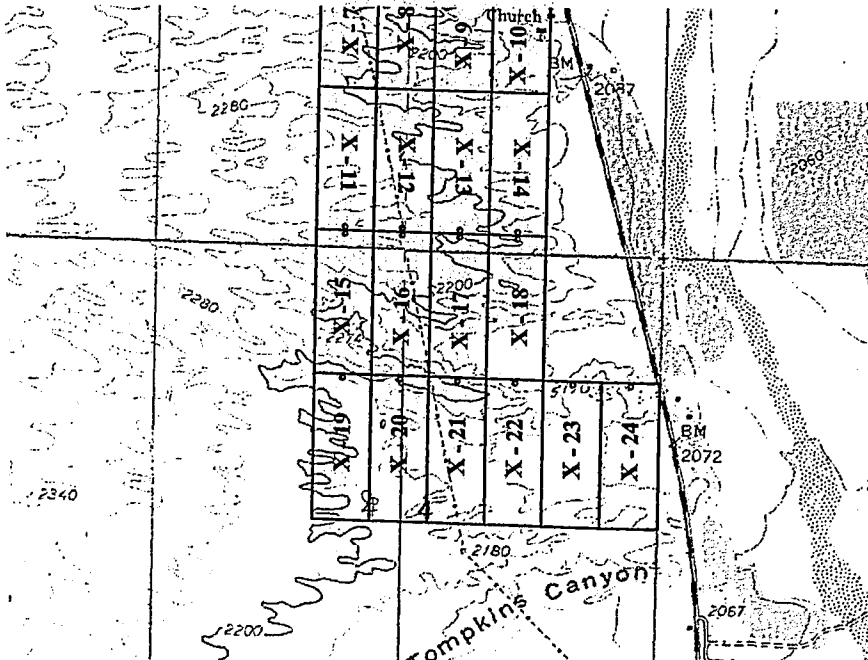 Church
X - 7
X - 8
X - 9
X - 10
2200
BM
2087
2280
X - 11
X - 12
X - 13
X - 14
2060
2280
X - 15
X - 16
X - 17
X - 18
2200
X - 19
X - 20
X - 21
X - 22
X - 23
X - 24
BM
2072
2340
2180
Tompkins Canyon
2200
2067